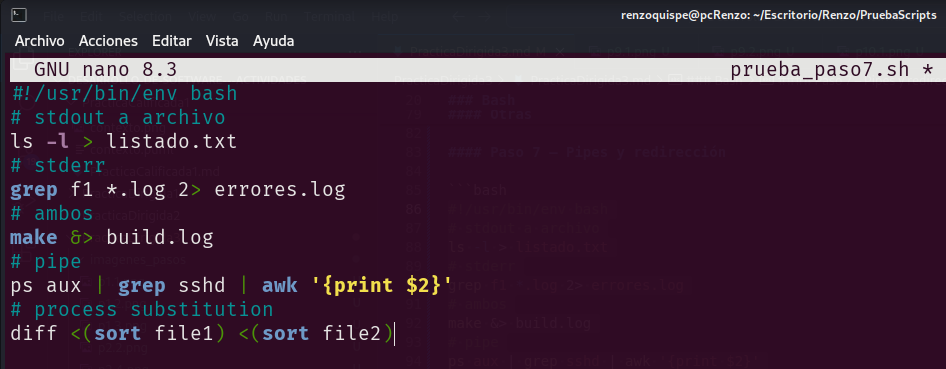 renzoquispe@pcRenzo: ~/Escritorio/Renzo/PruebaScripts
Archivo Acciones Editar Vista Ayuda
GNU nano 8.3 prueba_paso7.sh *
#!/usr/bin/env bash
# stdout a archivo
ls -l > listado.txt
# stderr
grep f1 *.log 2> errores.log
# ambos
make &> build.log
# pipe
ps aux | grep sshd | awk '{print $2}'
# process substitution
diff <(sort file1) <(sort file2)